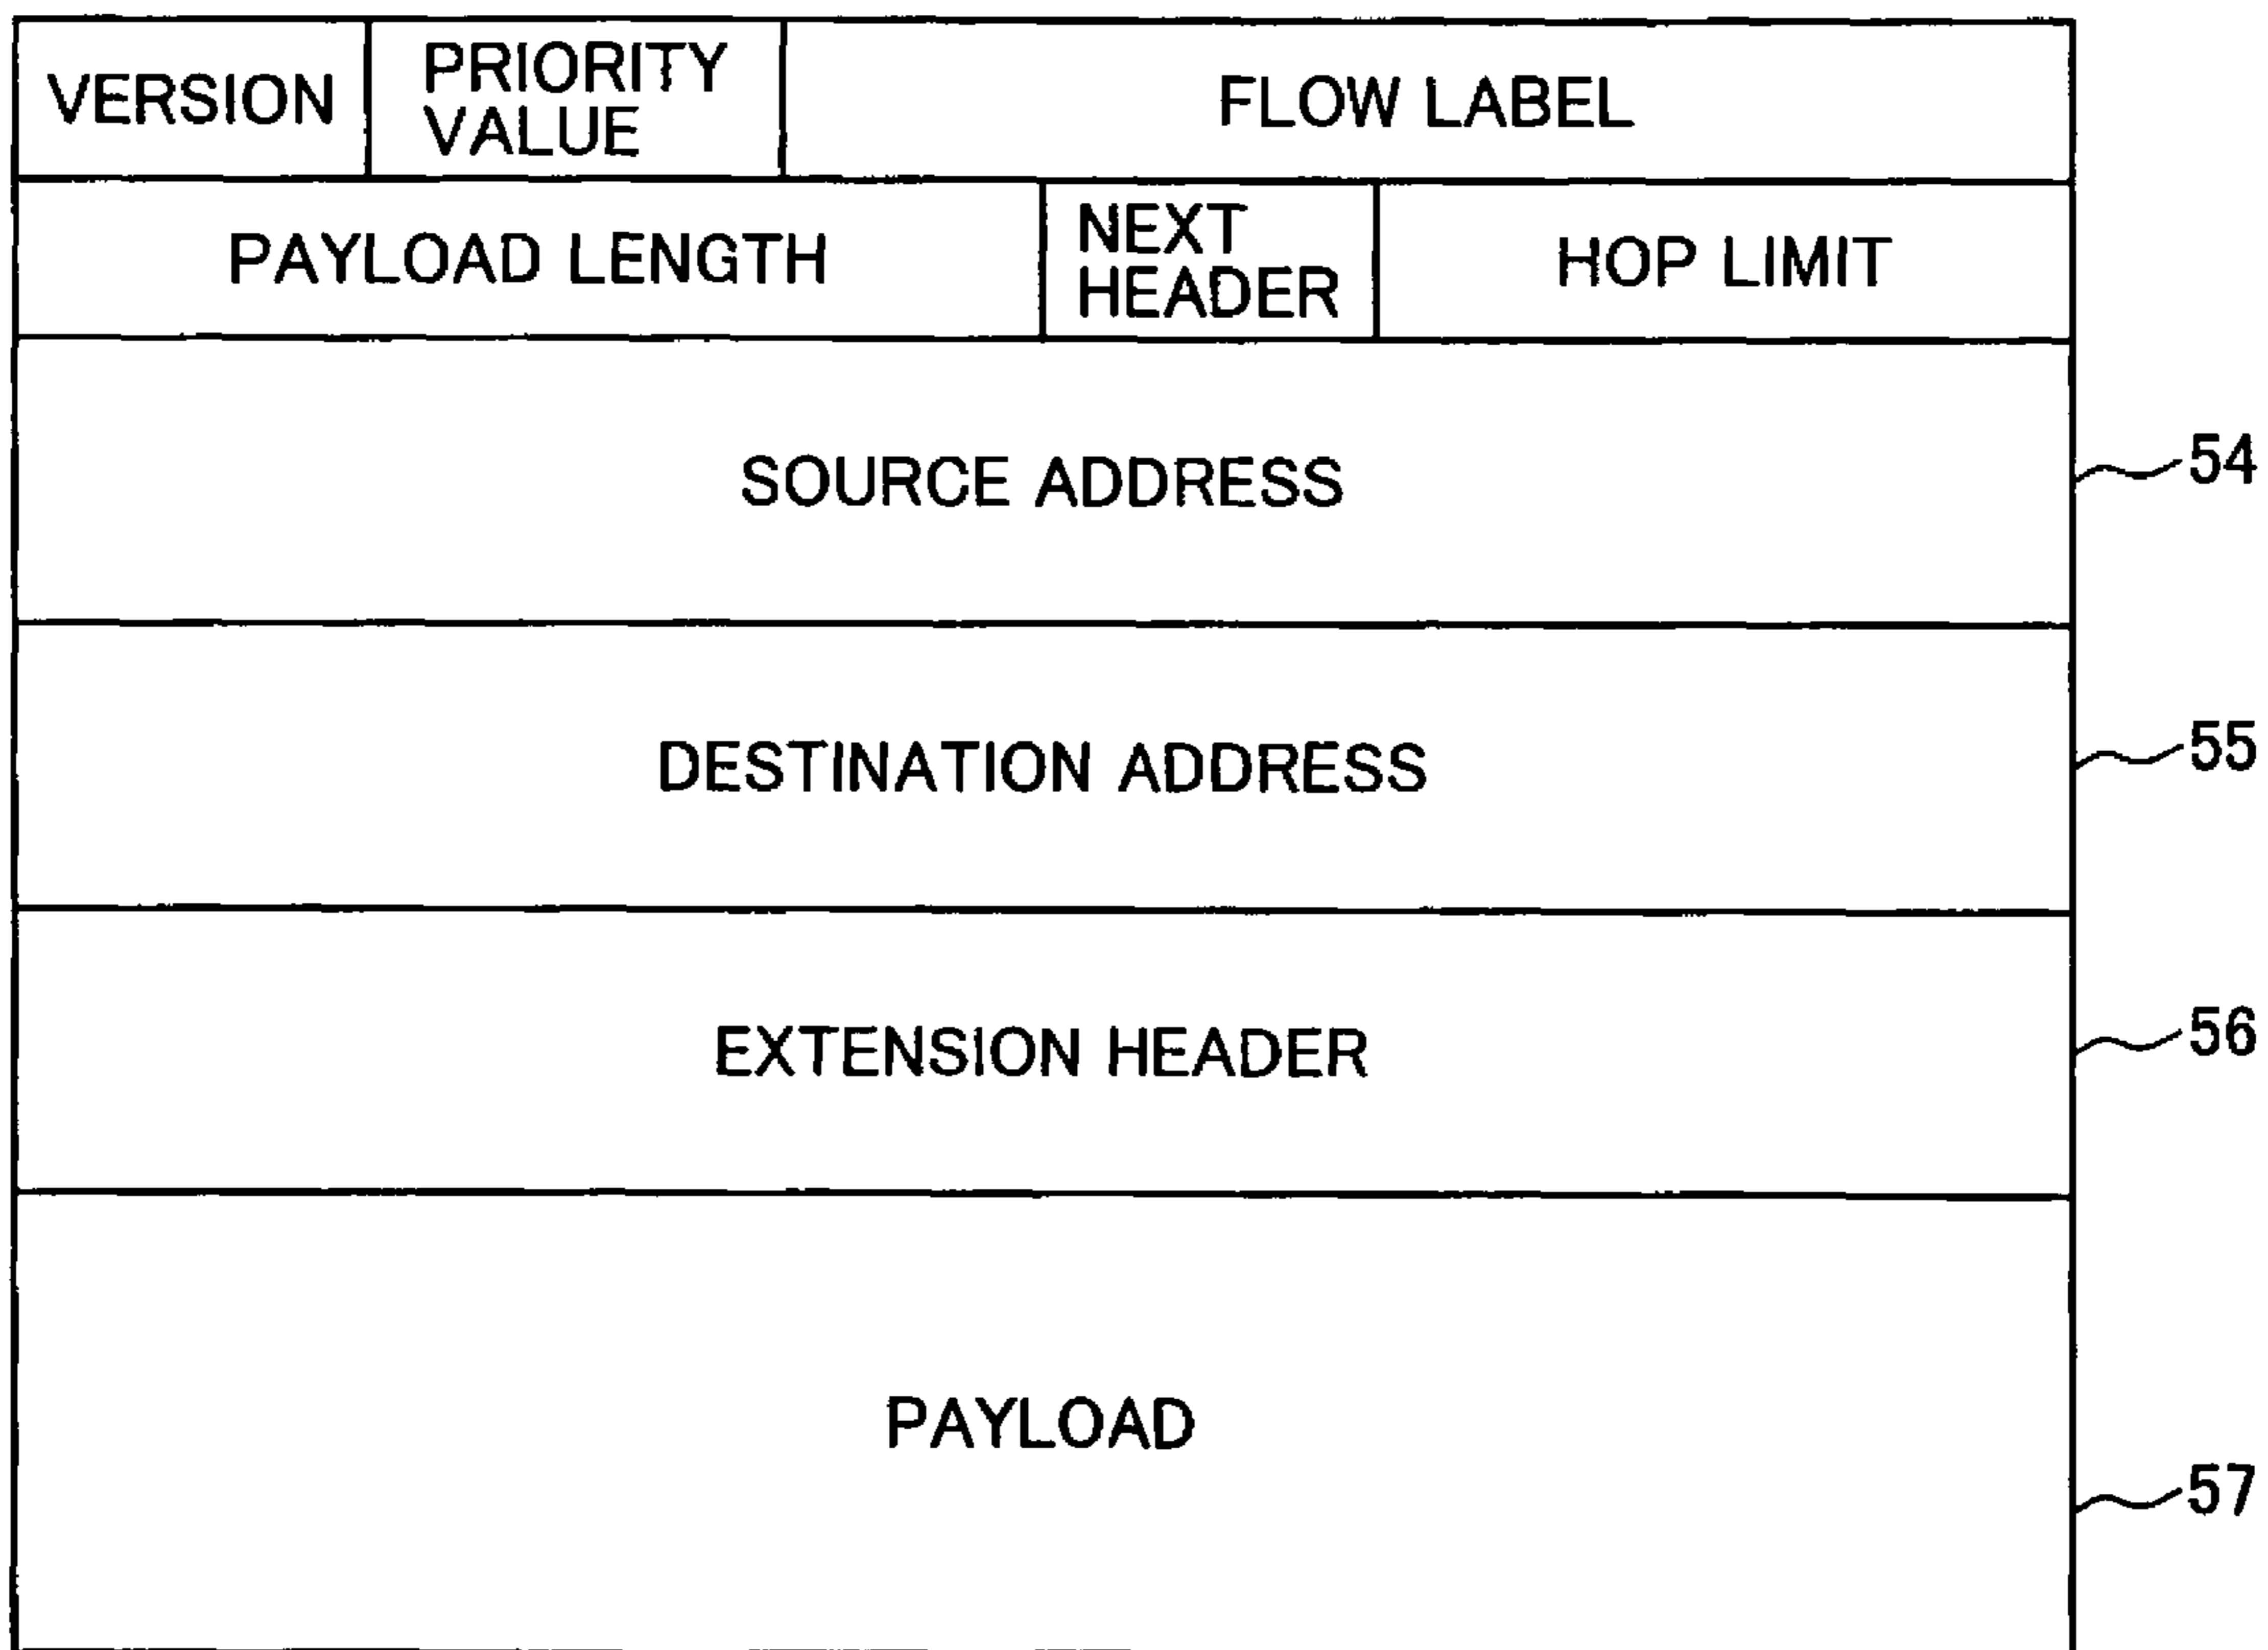 VERSION
PRIORITY
VALUE
FLOW LABEL
PAYLOAD LENGTH
NEXT
HEADER
HOP LIMIT
SOURCE ADDRESS
54
DESTINATION ADDRESS
55
EXTENSION HEADER
56
PAYLOAD
57